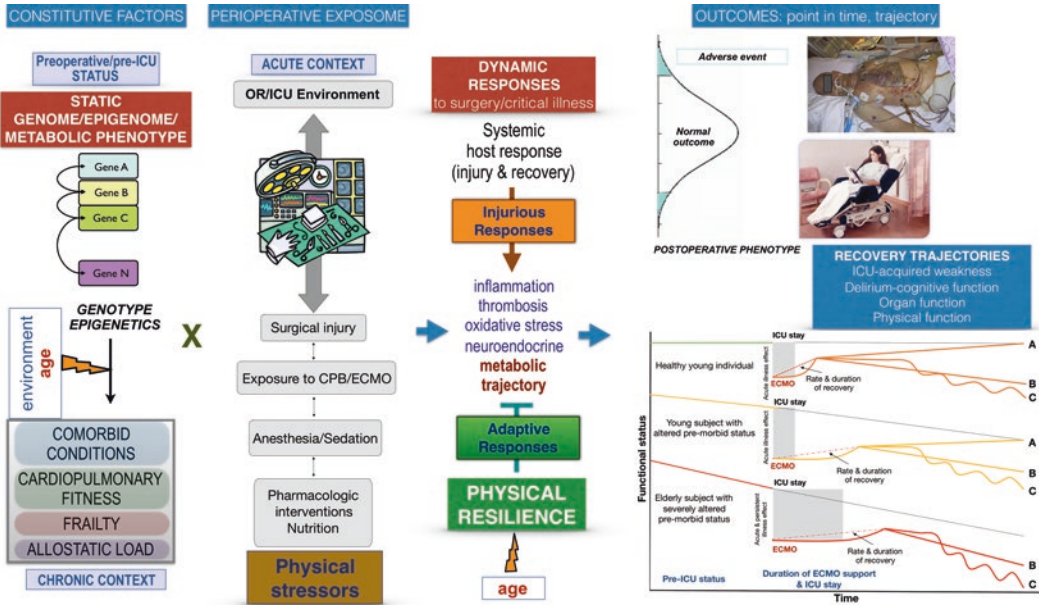 CONSTITUTIVE FACTORS
Preoperative/pre-ICU
STATUS
STATIC
GENOME/EPIGENOME/
METABOLIC PHENOTYPE
Gene A
Gene B
Gene C
Gene N
GENOTYPE
EPIGENETICS
environment
age
COMORBID
CONDITIONS
CARDIOPULMONARY
FITNESS
FRAILTY
ALLOSTATIC LOAD
CHRONIC CONTEXT
X
PERIOPERATIVE EXPOSOME
ACUTE CONTEXT
OR/ICU Environment
Surgical injury
Exposure to CPB/ECMO
Anesthesia/Sedation
Pharmacologic
interventions
Nutrition
Physical
stressors
DYNAMIC
RESPONSES
to surgery/critical illness
Systemic
host response
(injury & recovery)
Injurious
Responses
inflammation
thrombosis
oxidative stress
neuroendocrine
metabolic
trajectory
Adaptive
Responses
PHYSICAL
RESILIENCE
age
OUTCOMES: point in time, trajectory
Adverse event
Normal
outcome
POSTOPERATIVE PHENOTYPE
RECOVERY TRAJECTORIES
ICU-acquired weakness
Delirium-cognitive function
Organ function
Physical function
Functional status
ICU stay
Healthy young individual
Acute illness effect
ECMO
Rate & duration
of recovery
A
B
C
ICU stay
Young subject with
altered pre-morbid status
Acute illness effect
ECMO
Rate & duration
of recovery
A
B
C
ICU stay
Elderly subject with
severely altered
pre-morbid status
Acute & persistent
illness effect
ECMO
Rate & duration
of recovery
A
B
C
Pre-ICU status
Duration of ECMO support
& ICU stay
Time